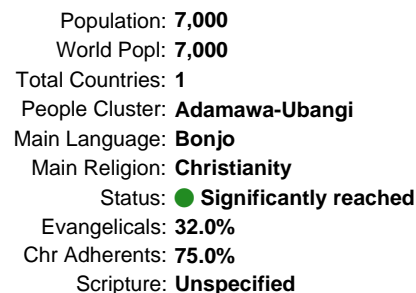 Population: 7,000
World Popl: 7,000
Total Countries: 1
People Cluster: Adamawa-Ubangi
Main Language: Bonjo
Main Religion: Christianity
Status: Significantly reached
Evangelicals: 32.0%
Chr Adherents: 75.0%
Scripture: Unspecified